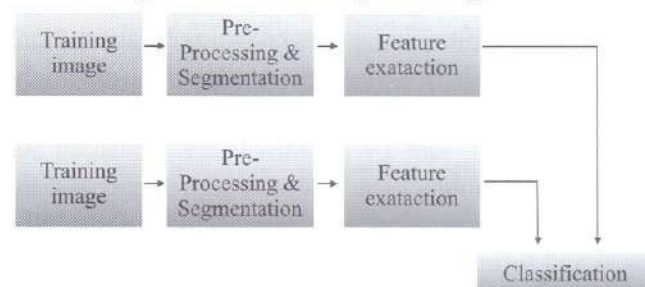 Training
image
Pre-
Processing &
Segmentation
Feature
exataction
Training
image
Pre-
Processing &
Segmentation
Feature
exataction
Classification